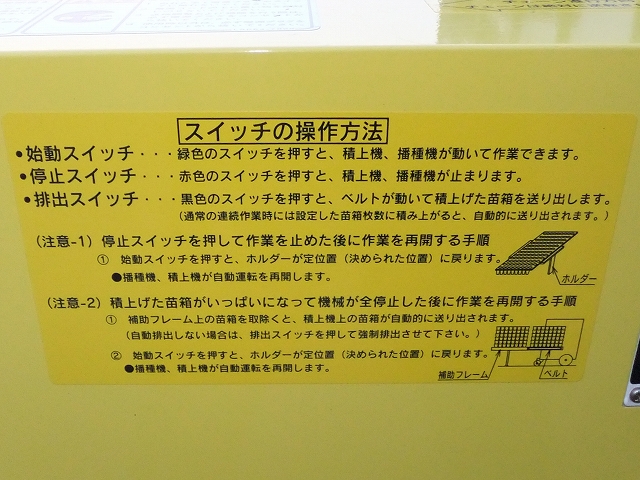 スイッチの操作方法
●始動スイッチ・・・緑色のスイッチを押すと、積上機、播種機が動いて作業できます。
●停止スイッチ・・・赤色のスイッチを押すと、積上機、播種機が止まります。
●排出スイッチ・・・黒色のスイッチを押すと、ベルトが動いて積上げた苗箱を送り出します。
(通常の連続作業時には設定した苗箱枚数に積み上がると、自動的に送り出されます。)
(注意-1) 停止スイッチを押して作業を止めた後に作業を再開する手順
① 始動スイッチを押すと、ホルダーが定位置(決められた位置)に戻ります。
●播種機、積上機が自動運転を再開します。
ホルダー
(注意-2) 積上げた苗箱がいっぱいになって機械が全停止した後に作業を再開する手順
① 補助フレーム上の苗箱を取除くと、積上機上の苗箱が自動的に送り出されます。
(自動排出しない場合は、排出スイッチを押して強制排出させて下さい。)
② 始動スイッチを押すと、ホルダーが定位置(決められた位置)に戻ります。
●播種機、積上機が自動運転を再開します。
補助フレーム ベルト